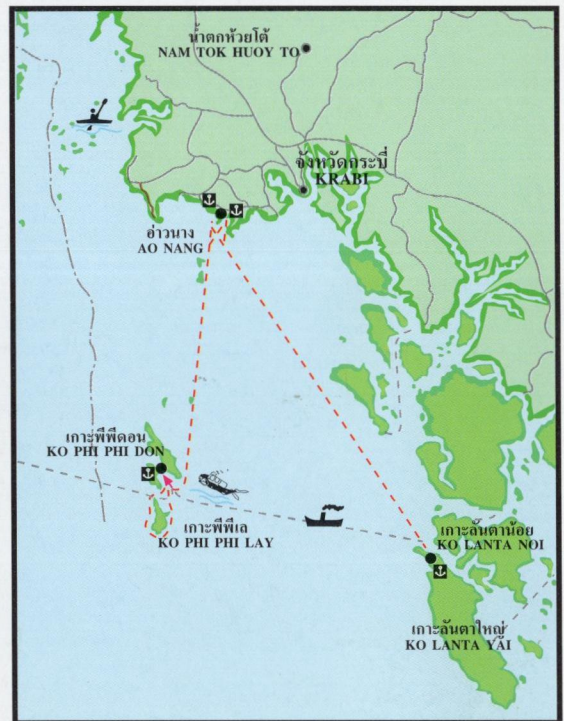 น้ำตกห้วยโต้
NAM TOK HUOY TO
จังหวัดกระบี่
KRABI
อ่าวนาง
AO NANG
เกาะพีพีดอน
KO PHI PHI DON
เกาะพีพีเล
KO PHI PHI LAY
เกาะลันตาน้อย
KO LANTA NOI
เกาะลันตาใหญ่
KO LANTA YAI